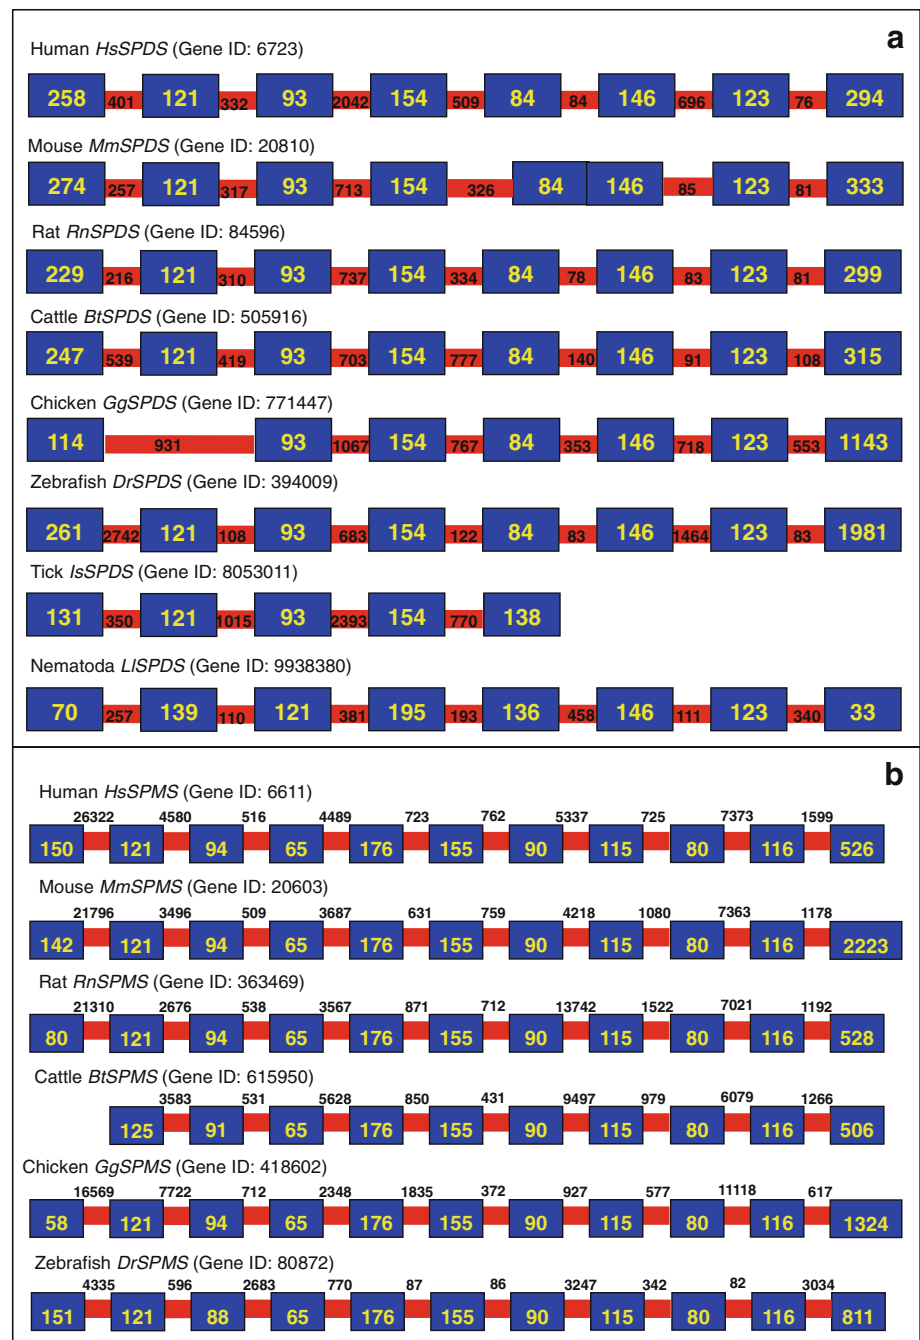 a
Human HsSPDS (Gene ID: 6723)
258 401 121 332 93 2042 154 509 84 84 146 696 123 76 294
Mouse MmSPDS (Gene ID: 20810)
274 257 121 317 93 713 154 326 84 146 85 123 81 333
Rat RnSPDS (Gene ID: 84596)
229 216 121 310 93 737 154 334 84 78 146 83 123 81 299
Cattle BtSPDS (Gene ID: 505916)
247 539 121 419 93 703 154 777 84 140 146 91 123 108 315
Chicken GgSPDS (Gene ID: 771447)
114 931 93 1067 154 767 84 353 146 718 123 553 1143
Zebrafish DrSPDS (Gene ID: 394009)
261 2742 121 108 93 683 154 122 84 83 146 1464 123 83 1981
Tick IsSPDS (Gene ID: 8053011)
131 350 121 1015 93 2393 154 770 138
Nematoda LlSPDS (Gene ID: 9938380)
70 257 139 110 121 381 195 193 136 458 146 111 123 340 33
b
Human HsSPMS (Gene ID: 6611)
26322 4580 516 4489 723 762 5337 725 7373 1599
150 121 94 65 176 155 90 115 80 116 526
Mouse MmSPMS (Gene ID: 20603)
21796 3496 509 3687 631 759 4218 1080 7363 1178
142 121 94 65 176 155 90 115 80 116 2223
Rat RnSPMS (Gene ID: 363469)
21310 2676 538 3567 871 712 13742 1522 7021 1192
80 121 94 65 176 155 90 115 80 116 528
Cattle BtSPMS (Gene ID: 615950)
3583 531 5628 850 431 9497 979 6079 1266
125 91 65 176 155 90 115 80 116 506
Chicken GgSPMS (Gene ID: 418602)
16569 7722 712 2348 1835 372 927 577 11118 617
58 121 94 65 176 155 90 115 80 116 1324
Zebrafish DrSPMS (Gene ID: 80872)
4335 596 2683 770 87 86 3247 342 82 3034
151 121 88 65 176 155 90 115 80 116 811